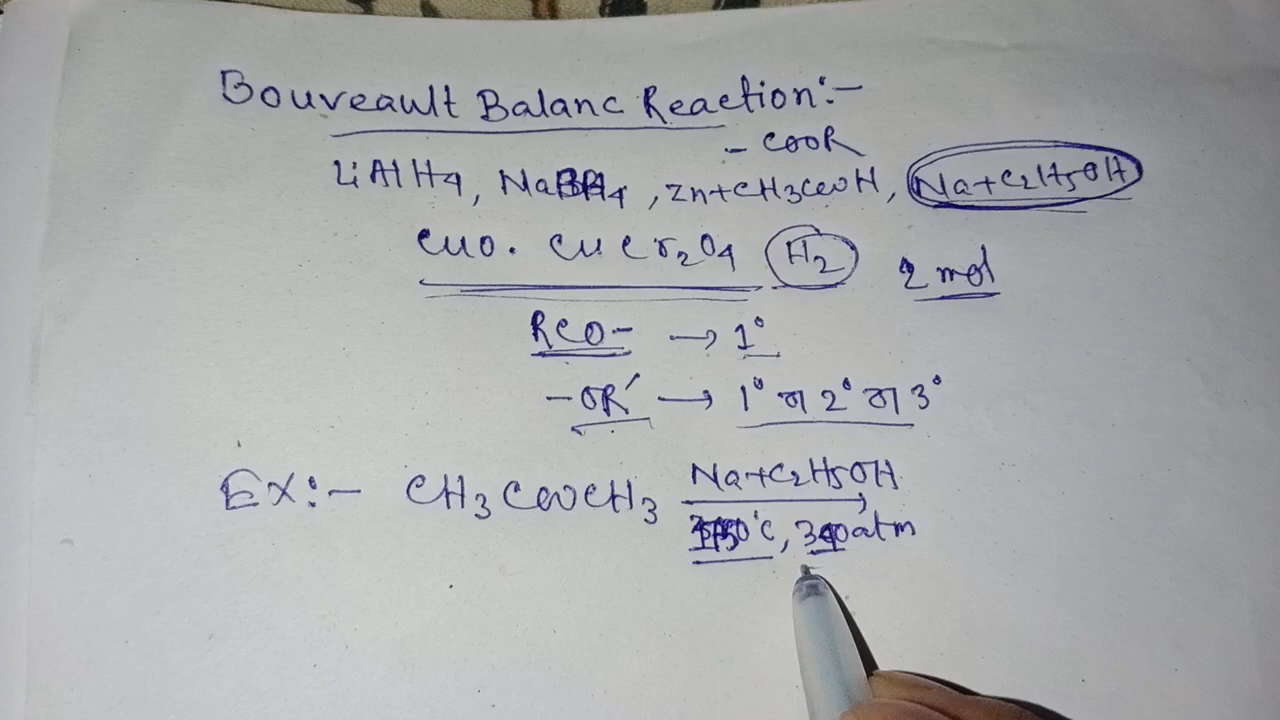 Bouveault Balanc Reaction:-
- COOR
LiAlH4, NaBH4, Zn+CH3COOH, Na+C2H5OH
CuO. CuCr2O4 H2 2 mol
RCO- → 1°
-OR′ → 1° या 2° या 3°
Ex:- CH3COOCH3 Na+C2H5OH
atm